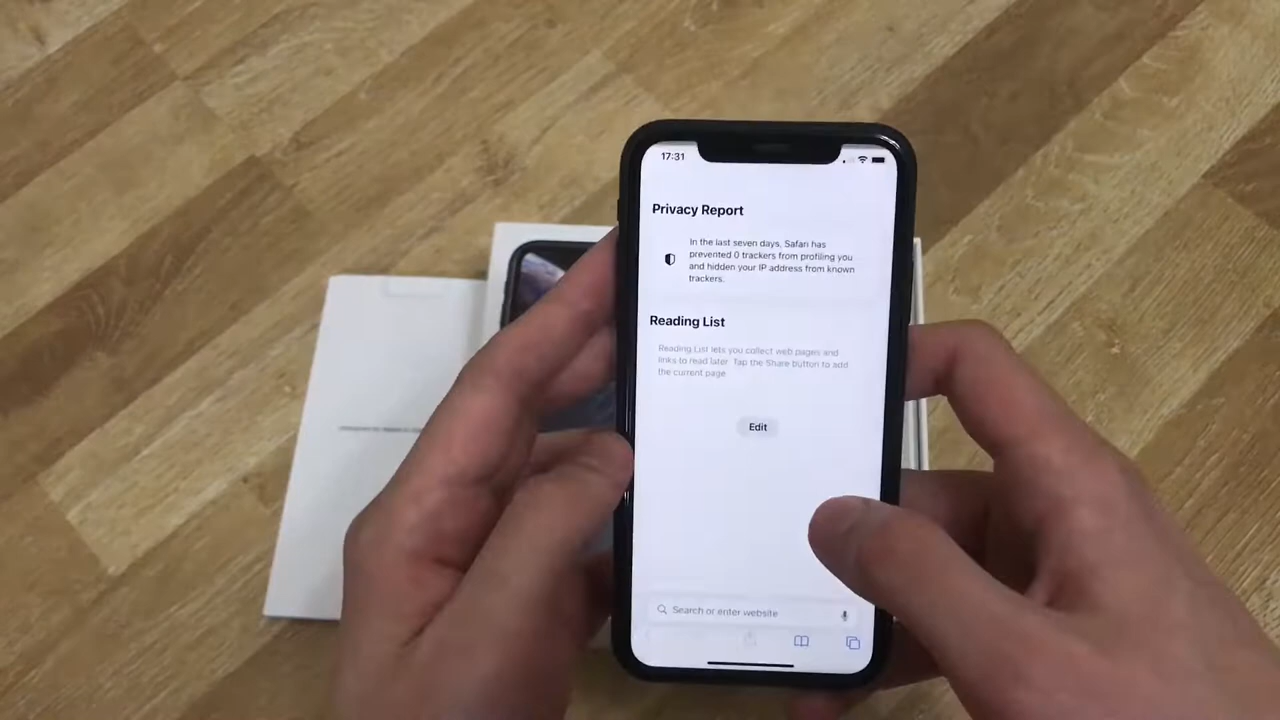 17:31
Privacy Report
In the last seven days, Safari has
prevented 0 trackers from profiling you
and hidden your IP address from known
trackers.
Reading List
Reading List lets you collect web pages and
links to read later. Tap the Share button to add
the current page.
Edit
Search or enter website